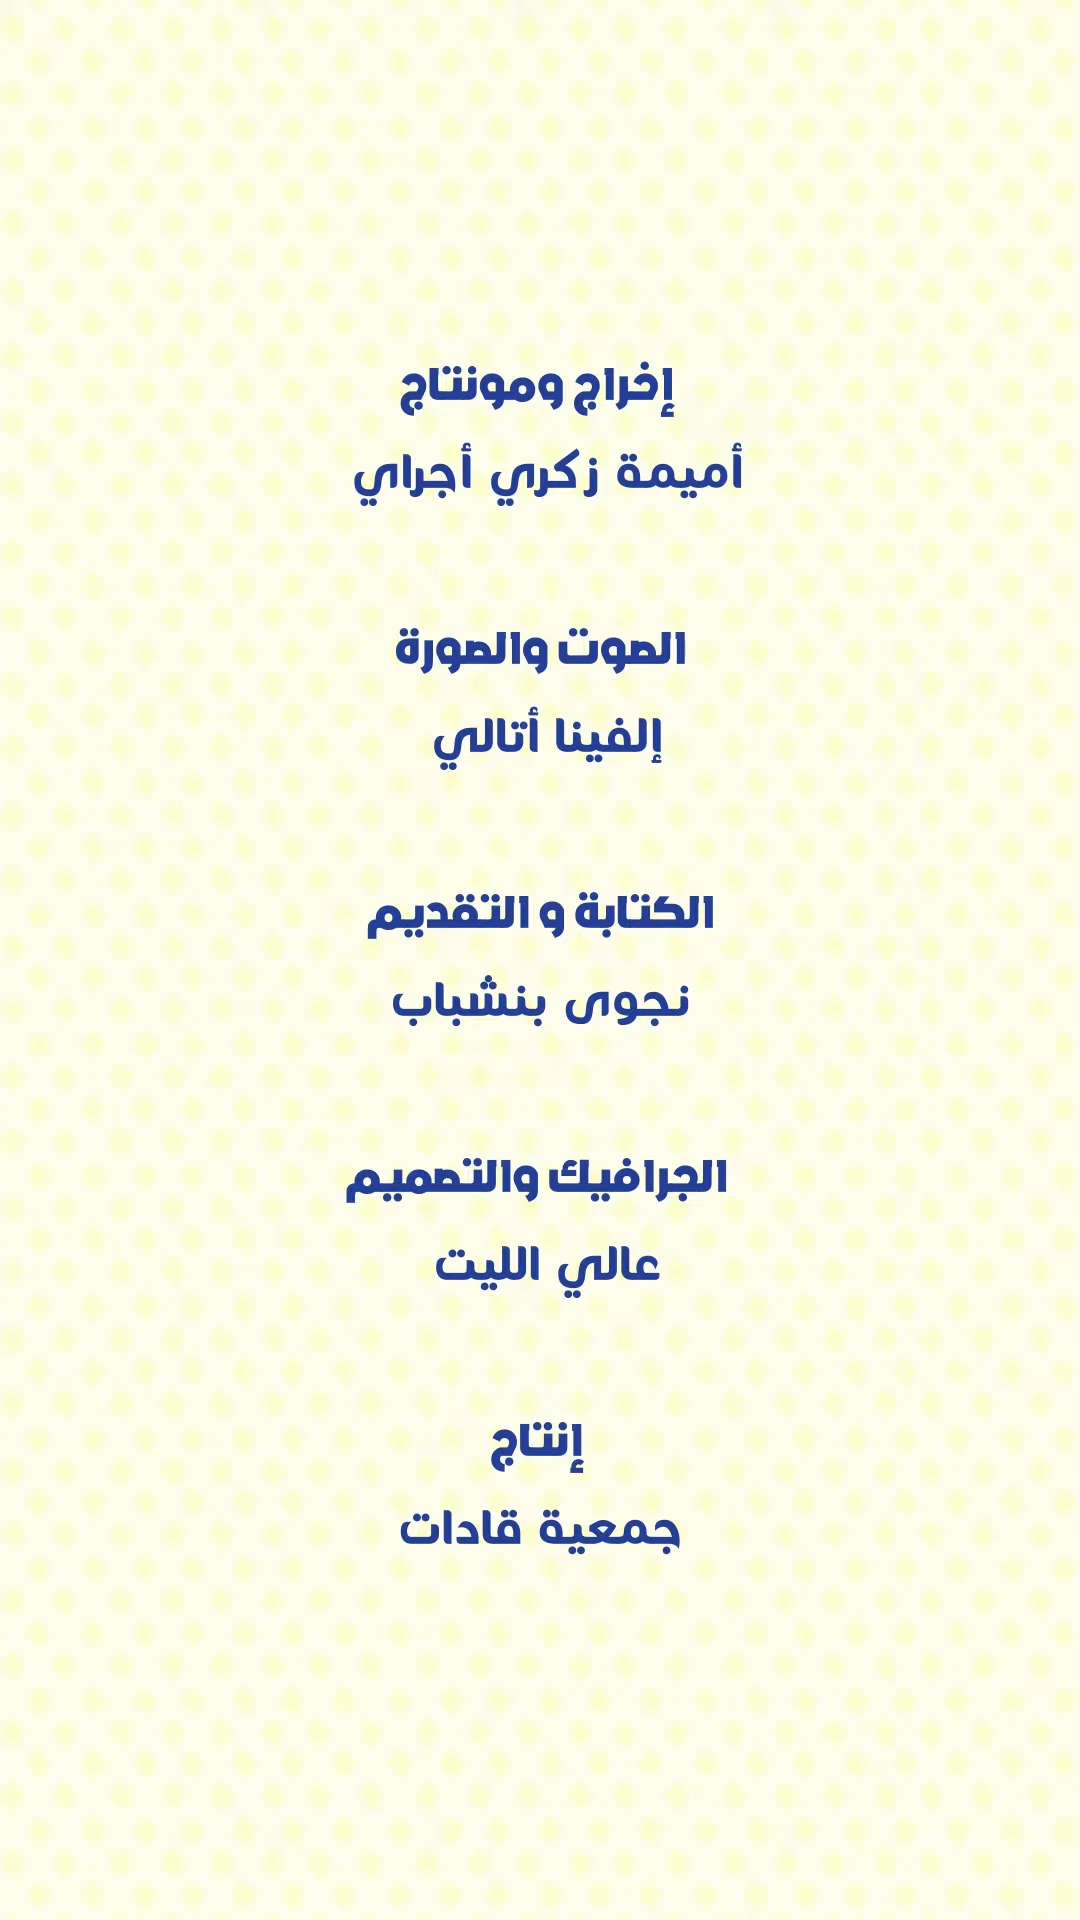 إخراج ومونتاج
أميمة زكري أجراي
الصوت والصورة
إلفينا أتالي
الكتابة و التقديم
نجوى بنشباب
الجرافيك والتصميم
عالي الليت
إنتاج
جمعية قادات